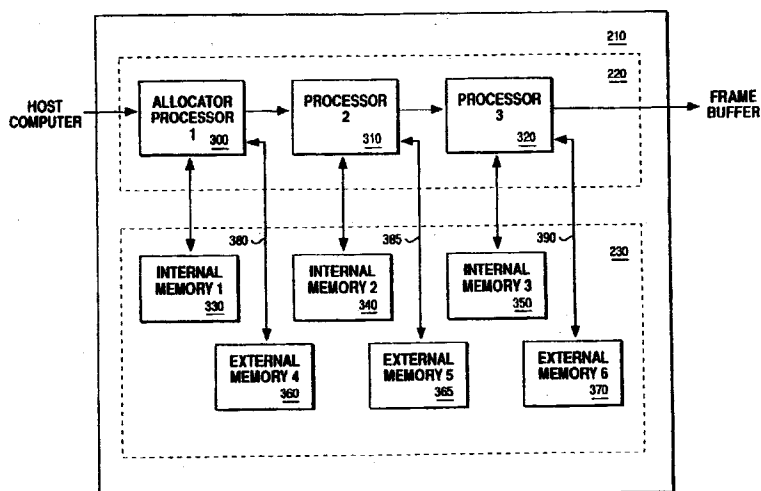 210
220
HOST
COMPUTER
ALLOCATOR
PROCESSOR
1
300
PROCESSOR
2
310
PROCESSOR
3
320
FRAME
BUFFER
380
385
390
230
INTERNAL
MEMORY 1
330
INTERNAL
MEMORY 2
340
INTERNAL
MEMORY 3
350
EXTERNAL
MEMORY 4
360
EXTERNAL
MEMORY 5
365
EXTERNAL
MEMORY 6
370